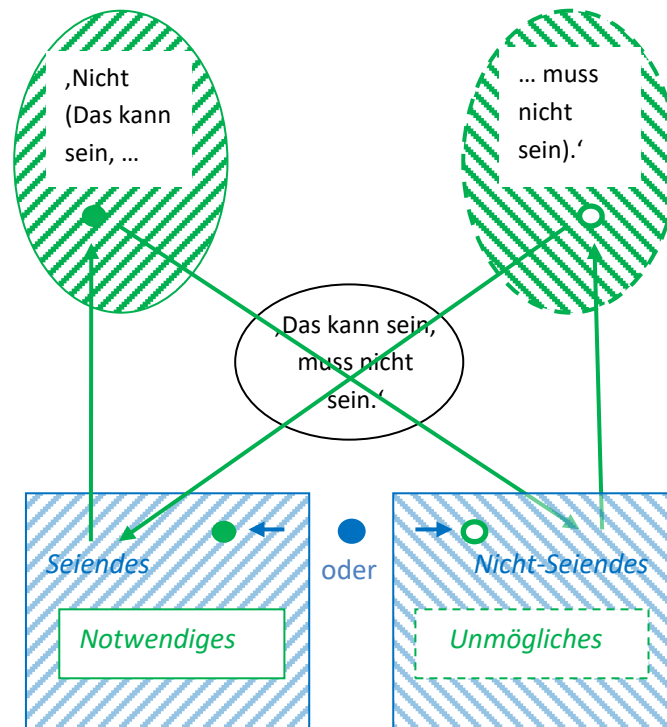 ‚Nicht
(Das kann
sein, …
… muss
nicht
sein).‘
‚Das kann sein,
muss nicht
sein.‘
Seiendes
oder
Nicht-Seiendes
Notwendiges
Unmögliches